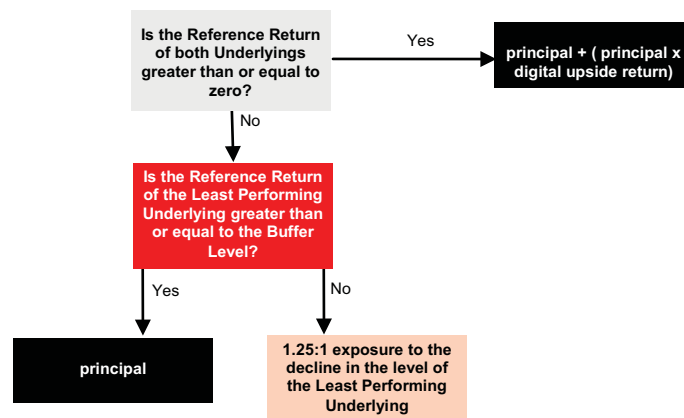 Is the Reference Return
of both Underlyings
greater than or equal to
zero?
Yes
principal + ( principal x
digital upside return)
No
Is the Reference Return
of the Least Performing
Underlying greater than
or equal to the Buffer
Level?
Yes
No
principal
1.25:1 exposure to the
decline in the level of
the Least Performing
Underlying